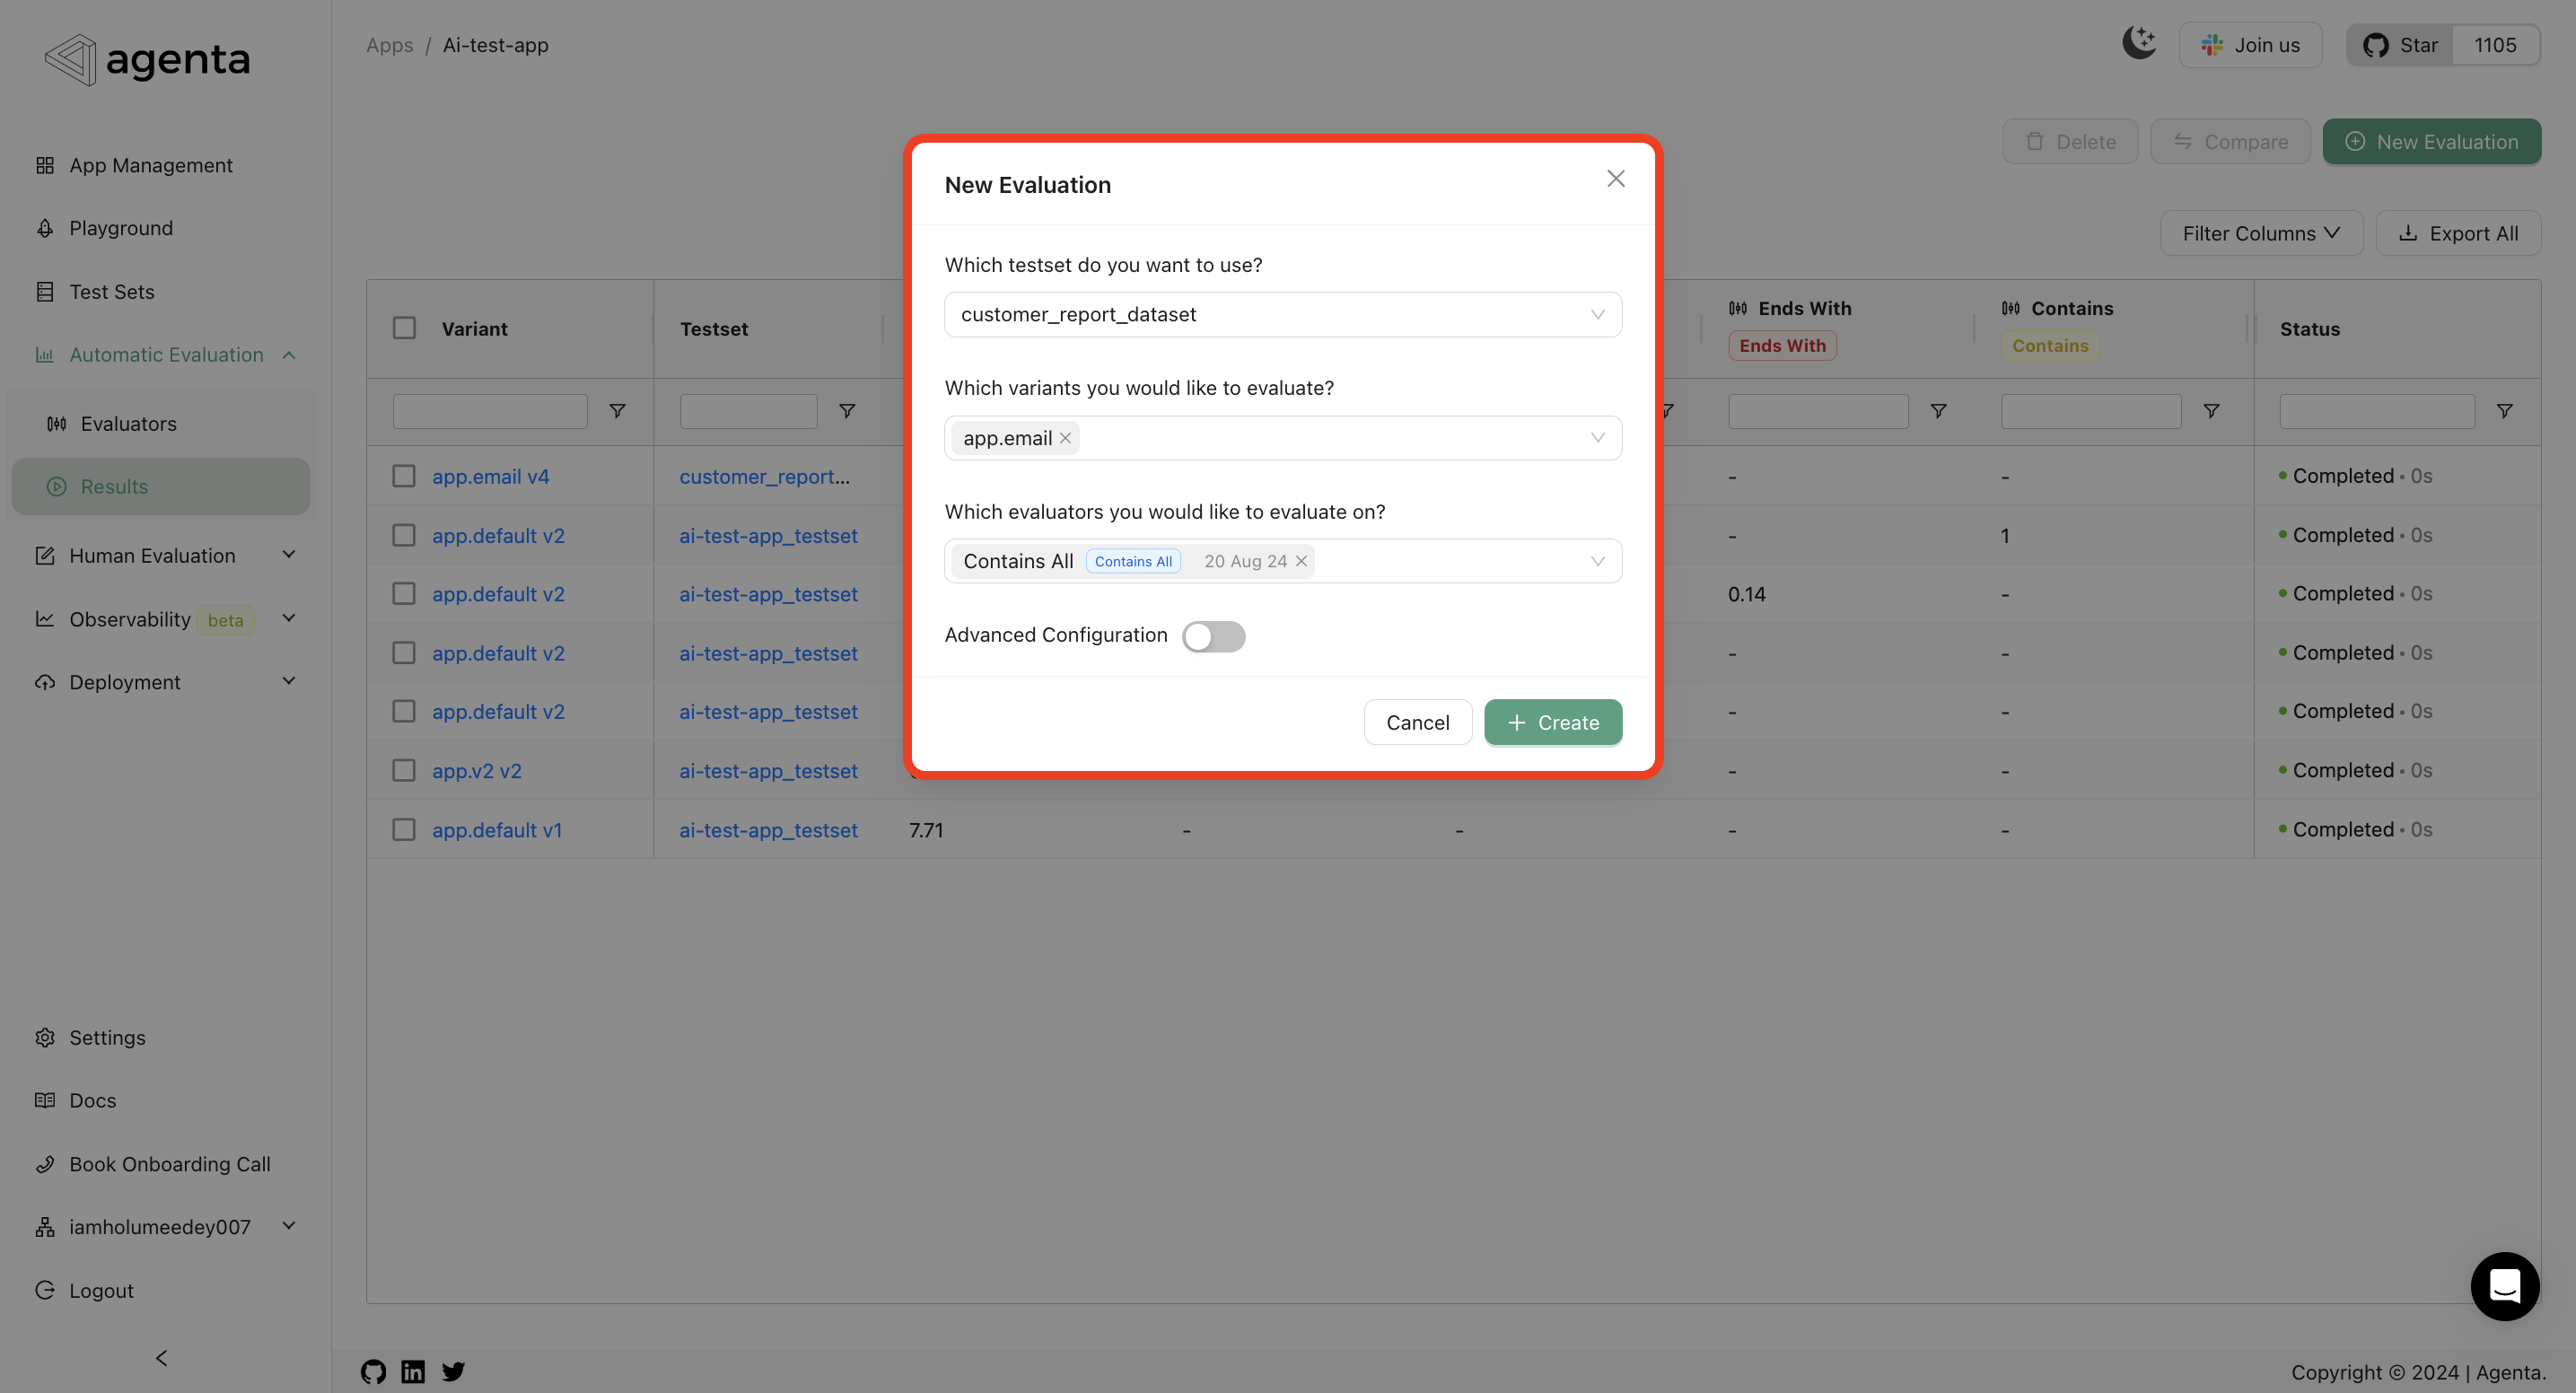 agenta
Apps / Ai-test-app
Join us
Star 1105
App Management
Playground
Test Sets
Automatic Evaluation
Evaluators
Results
Human Evaluation
Observability beta
Deployment
Settings
Docs
Book Onboarding Call
iamholumeedey007
Logout
Delete Compare New Evaluation
Filter Columns Export All
Variant Testset Ends With Contains Status
Ends With Contains
app.email v4 customer_report... - - Completed • 0s
app.default v2 ai-test-app_testset - 1 Completed • 0s
app.default v2 ai-test-app_testset 0.14 - Completed • 0s
app.default v2 ai-test-app_testset - - Completed • 0s
app.default v2 ai-test-app_testset - - Completed • 0s
app.v2 v2 ai-test-app_testset - - Completed • 0s
app.default v1 ai-test-app_testset 7.71 - - - - Completed • 0s
New Evaluation
Which testset do you want to use?
customer_report_dataset
Which variants you would like to evaluate?
app.email
Which evaluators you would like to evaluate on?
Contains All Contains All 20 Aug 24
Advanced Configuration
Cancel + Create
Copyright © 2024 | Agenta.